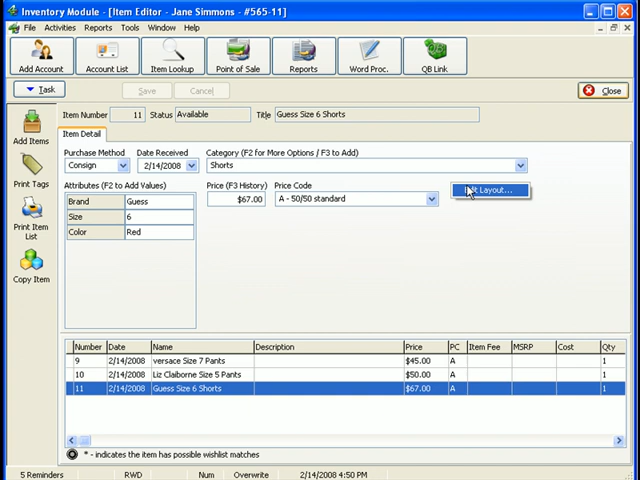 Inventory Module - [Item Editor - Jane Simmons - #565-11]
File Activities Reports Tools Window Help
Add Account Account List Item Lookup Point of Sale Reports Word Proc. QB Link
Task Save Cancel Close
Item Number 11 Status Available Title Guess Size 6 Shorts
Add Items
Item Detail
Purchase Method Date Received Category (F2 for More Options / F3 to Add)
Consign 2/14/2008 Shorts
Print Tags
Attributes (F2 to Add Values) Price (F3 History) Price Code
Layout...
Brand Guess $67.00 A - 50/50 standard
Size 6
Color Red
Print Item
List
Copy Item
Number Date Name Description Price PC Item Fee MSRP Cost Qty
9 2/14/2008 versace Size 7 Pants $45.00 A 1
10 2/14/2008 Liz Claiborne Size 5 Pants $50.00 A 1
11 2/14/2008 Guess Size 6 Shorts $67.00 A 1
* - indicates the item has possible wishlist matches
5 Reminders RWD Num Overwrite 2/14/2008 4:50 PM